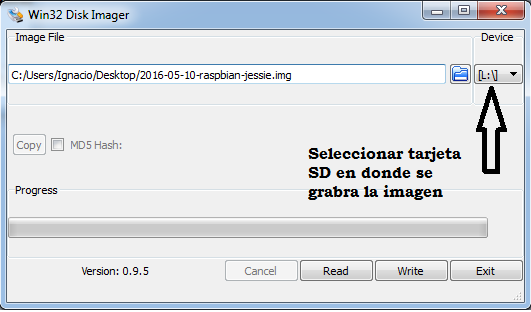 Win32 Disk Imager
Image File
Device
C:/Users/Ignacio/Desktop/2016-05-10-raspbian-jessie.img
[L:\]
Copy
MD5 Hash:
Seleccionar tarjeta
SD en donde se
grabra la imagen
Progress
Version: 0.9.5
Cancel
Read
Write
Exit